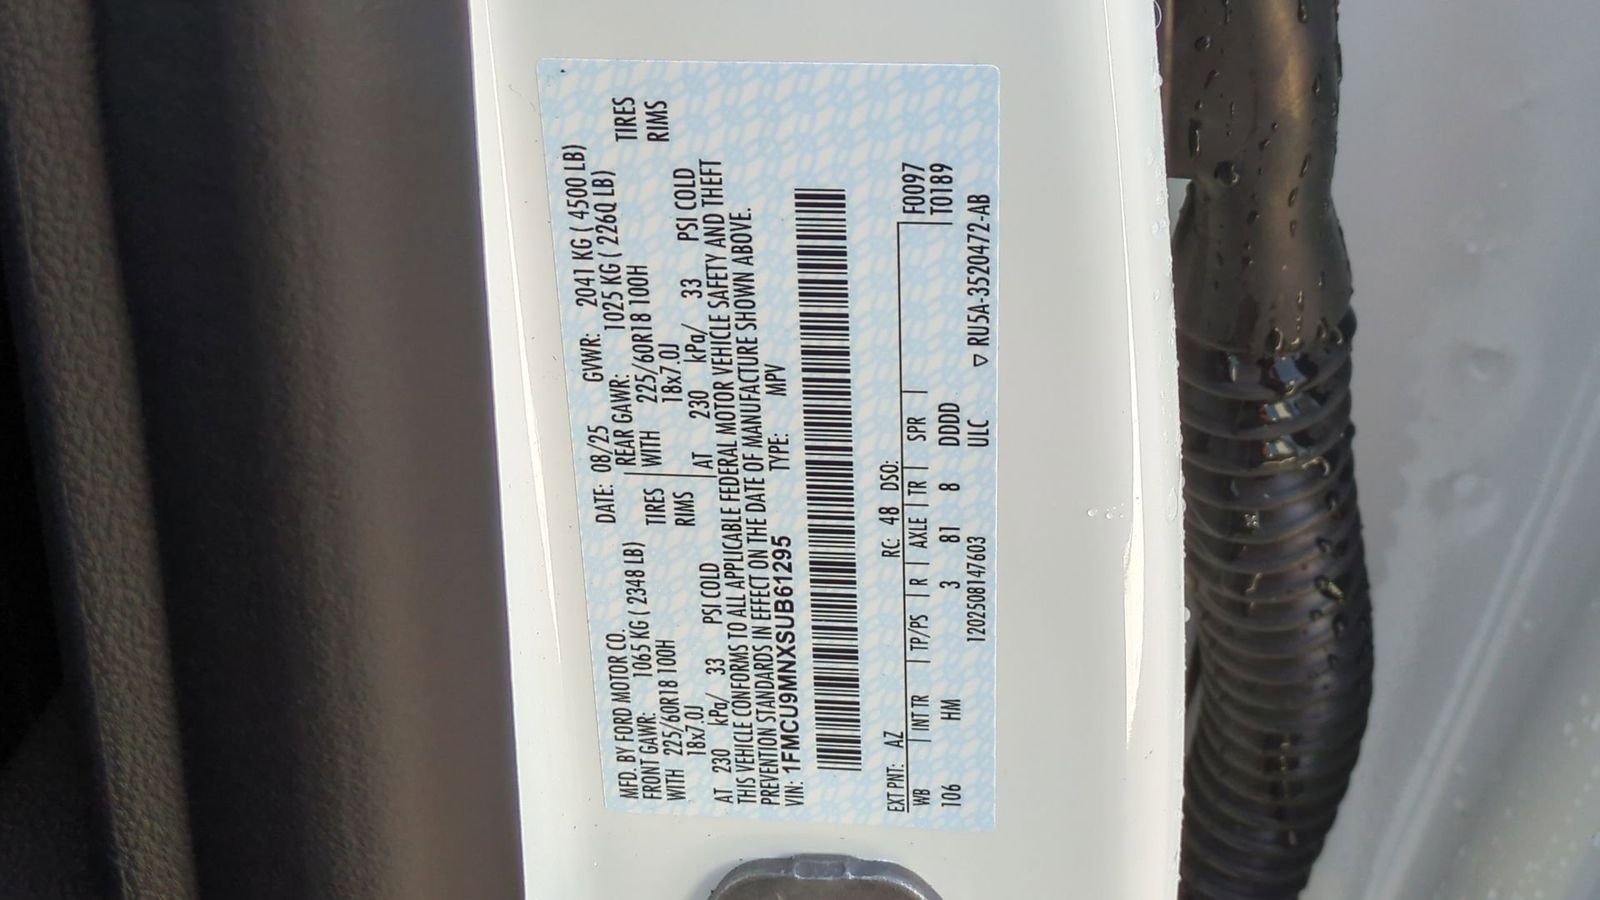 MFD. BY FORD MOTOR CO. DATE: 08/25 GVWR: 2041 KG ( 4500 LB)
FRONT GAWR: 1065 KG ( 2348 LB) REAR GAWR: 1025 KG ( 2260 LB)
WITH 225/60R18 100H TIRES WITH 225/60R18 100H TIRES
18x7.0J RIMS 18x7.0J RIMS
AT 230 kPa/ 33 PSI COLD AT 230 kPa/ 33 PSI COLD
THIS VEHICLE CONFORMS TO ALL APPLICABLE FEDERAL MOTOR VEHICLE SAFETY AND THEFT
PREVENTION STANDARDS IN EFFECT ON THE DATE OF MANUFACTURE SHOWN ABOVE.
VIN: 1FMCU9MNXSUB61295 TYPE: MPV
EXT PNT: AZ RC: 48 DSO: F0097
WB INT TR TP/PS R AXLE TR SPR T0189
106 HM 3 81 8 DDDD
1202508147603 ULC ▽ RU5A-3520472-AB